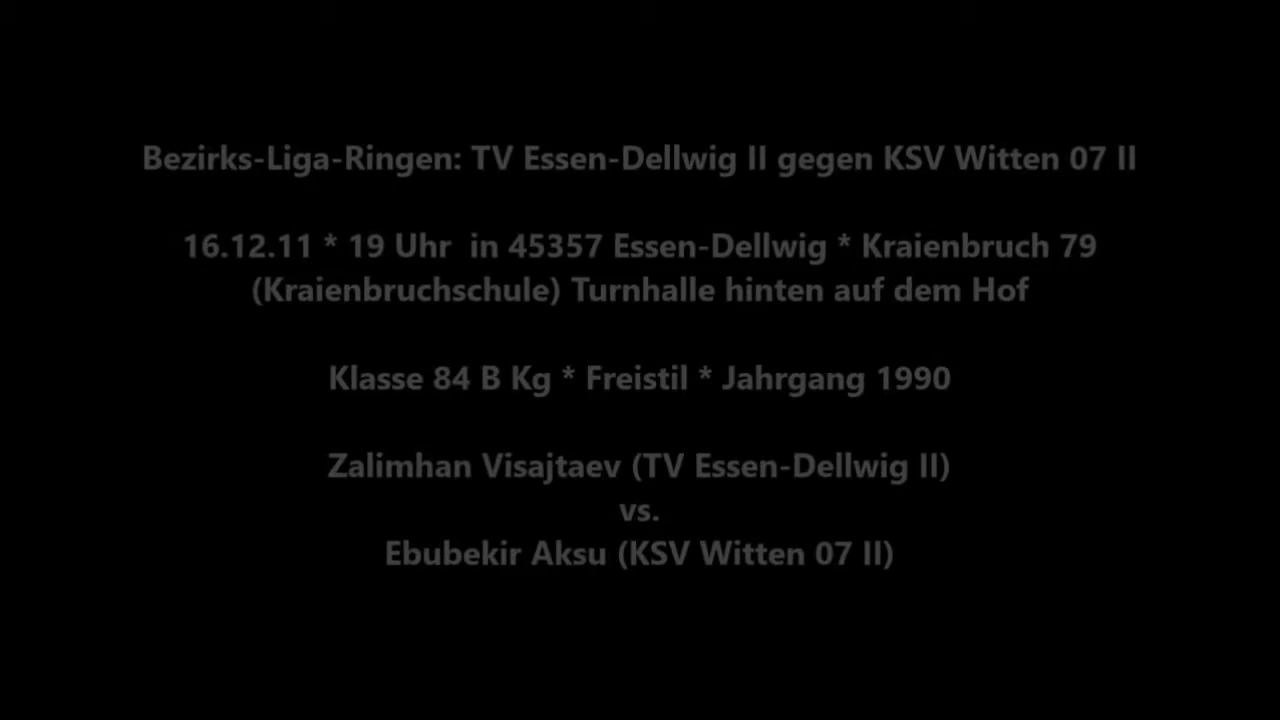 Bezirks-Liga-Ringen: TV Essen-Dellwig II gegen KSV Witten 07 II
16.12.11 * 19 Uhr  in 45357 Essen-Dellwig * Kraienbruch 79
(Kraienbruchschule) Turnhalle hinten auf dem Hof
Klasse 84 B Kg * Freistil * Jahrgang 1990
Zalimhan Visajtaev (TV Essen-Dellwig II)
vs.
Ebubekir Aksu (KSV Witten 07 II)